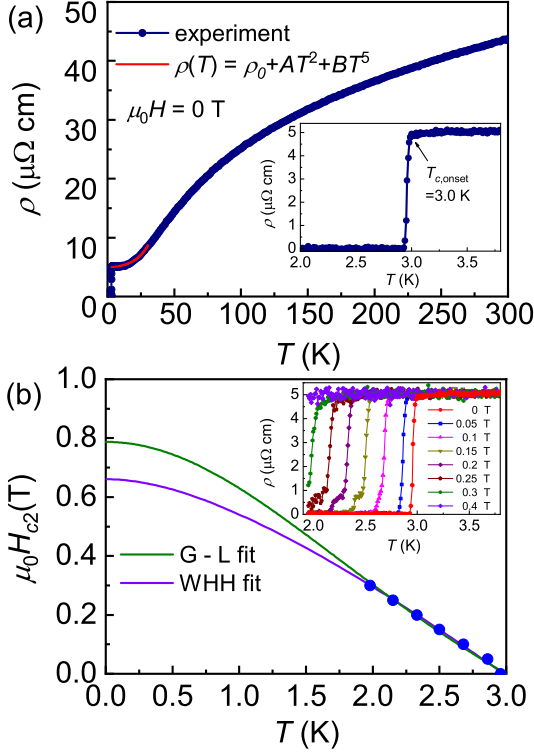 (a)
experiment
ρ(T) = ρ₀+AT²+BT⁵
μ₀H = 0 T
ρ (μΩ cm)
50
40
30
20
10
0
0 50 100 150 200 250 300
T (K)
5
4
3
2
1
0
ρ (μΩ cm)
T_c,onset
=3.0 K
2.0 2.5 3.0 3.5
T (K)
(b)
μ₀H_c2(T)
1.0
0.8
0.6
0.4
0.2
0.0
G - L fit
WHH fit
0.0 0.5 1.0 1.5 2.0 2.5 3.0
T (K)
5
4
3
2
1
0
ρ (μΩ cm)
0 T
0.05 T
0.1 T
0.15 T
0.2 T
0.25 T
0.3 T
0.4 T
2.0 2.5 3.0 3.5
T (K)